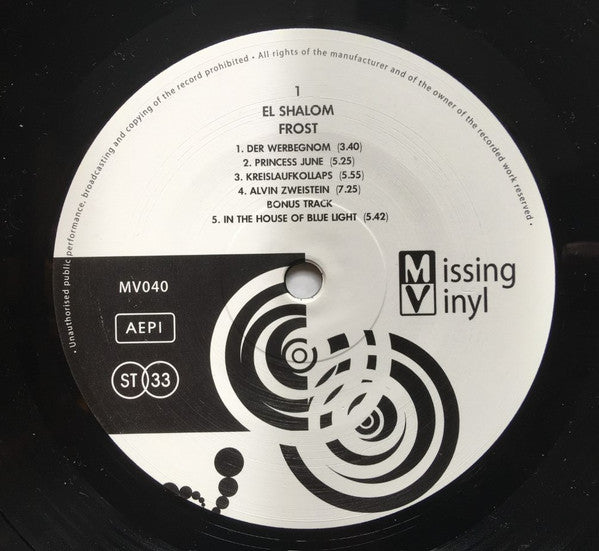 • Unauthorised public performance, broadcasting and copying of the record prohibited • All rights of the manufacturer and of the owner of the recorded work reserved •
1
EL SHALOM
FROST
1. DER WERBEGNOM (3.40)
2. PRINCESS JUNE (5.25)
3. KREISLAUFKOLLAPS (5.55)
4. ALVIN ZWEISTEIN (7.25)
BONUS TRACK
5. IN THE HOUSE OF BLUE LIGHT (5.42)
MV040
AEPI
ST 33
Missing
Vinyl